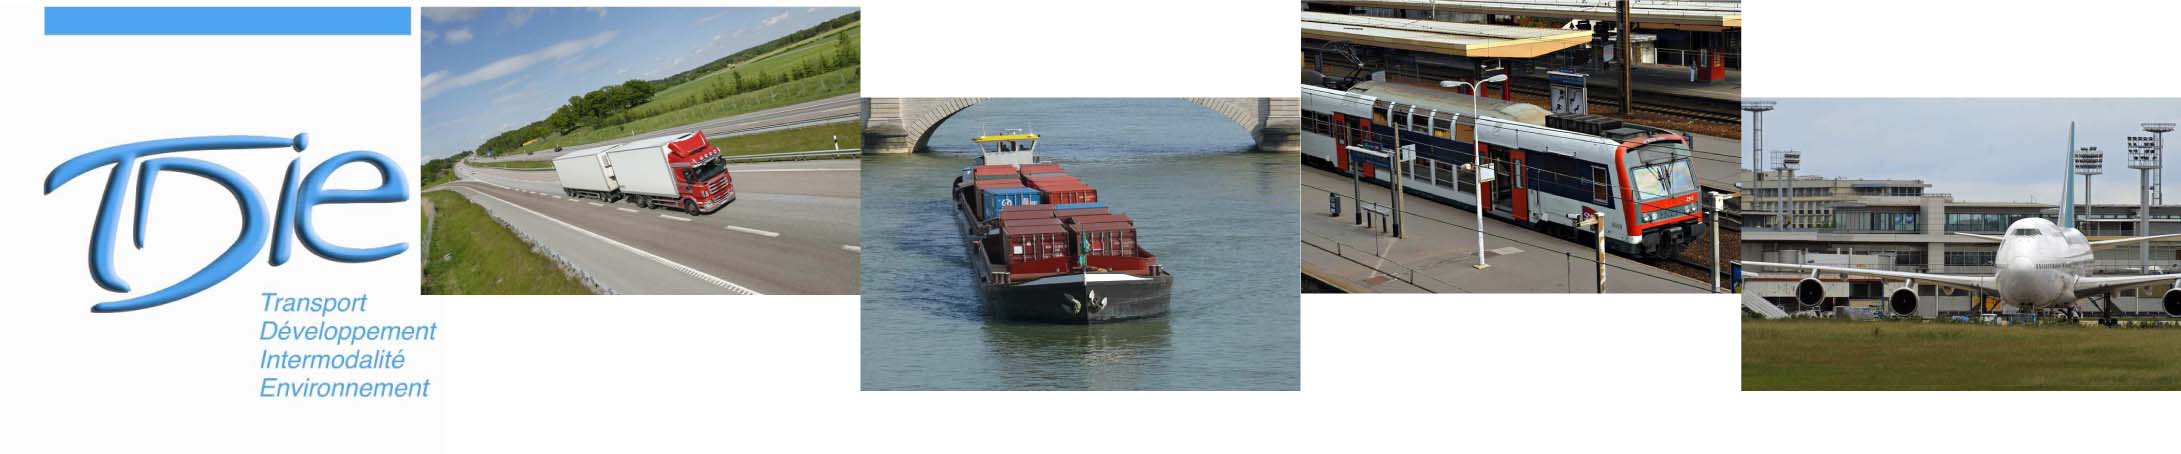 TDie
Transport
Développement
Intermodalité
Environnement